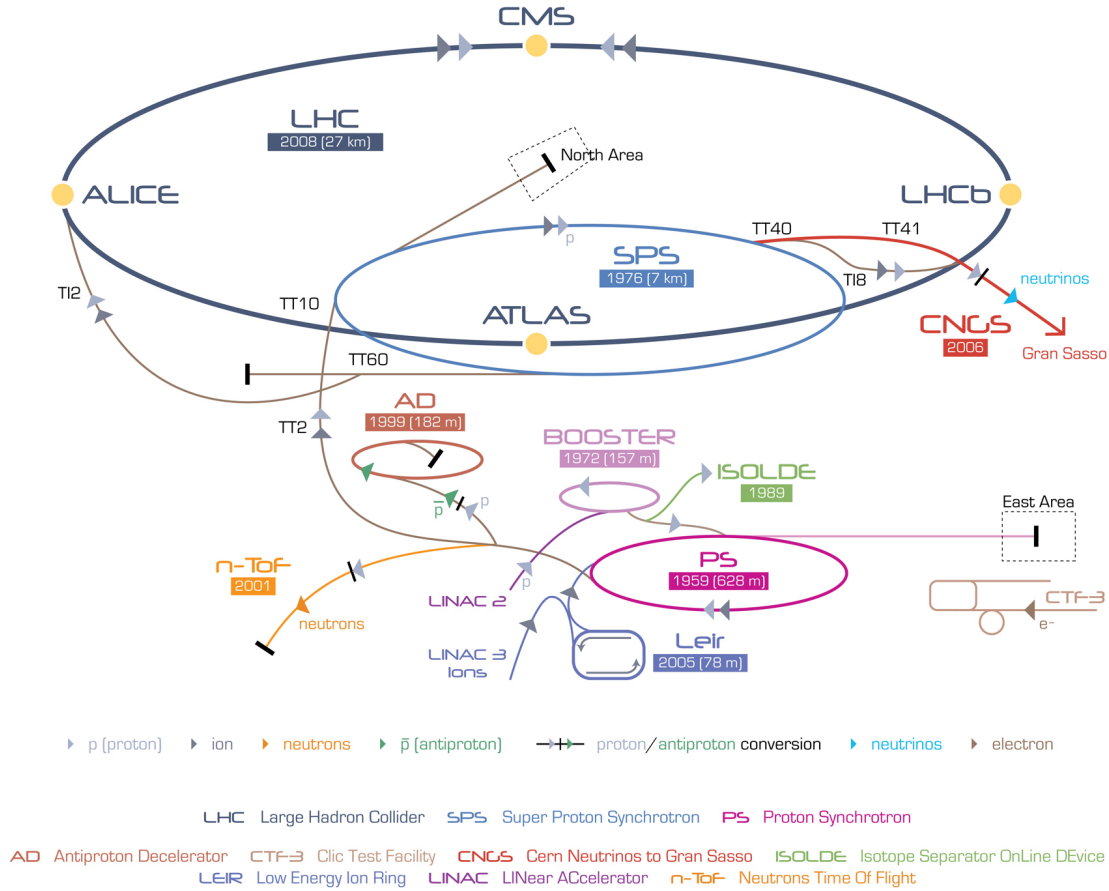 CMS
LHC
2008 (27 km)
North Area
ALICE
LHCb
TT40
TT41
SPS
1976 (7 km)
p
TI8
neutrinos
TI2
TT10
ATLAS
CNGS
2006
Gran Sasso
TT60
AD
1999 (182 m)
TT2
BOOSTER
1972 (157 m)
ISOLDE
1989
p̅
p
East Area
n-ToF
2001
PS
1959 (628 m)
p
LINAC 2
CTF-3
e-
neutrons
LINAC 3
Ions
Leir
2005 (78 m)
p (proton) ion neutrons p̅ (antiproton) proton/antiproton conversion neutrinos electron
LHC Large Hadron Collider SPS Super Proton Synchrotron PS Proton Synchrotron
AD Antiproton Decelerator CTF-3 Clic Test Facility CNGS Cern Neutrinos to Gran Sasso ISOLDE Isotope Separator OnLine DEvice
LEIR Low Energy Ion Ring LINAC LINear ACcelerator n-ToF Neutrons Time Of Flight